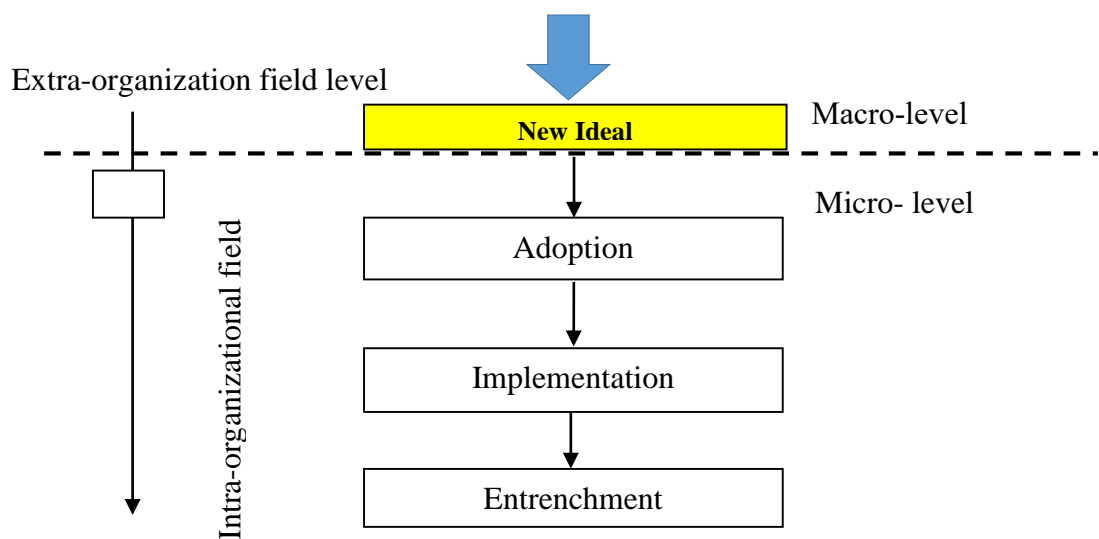 Extra-organization field level
New Ideal
Macro-level
Micro- level
Adoption
Intra-organizational field
Implementation
Entrenchment